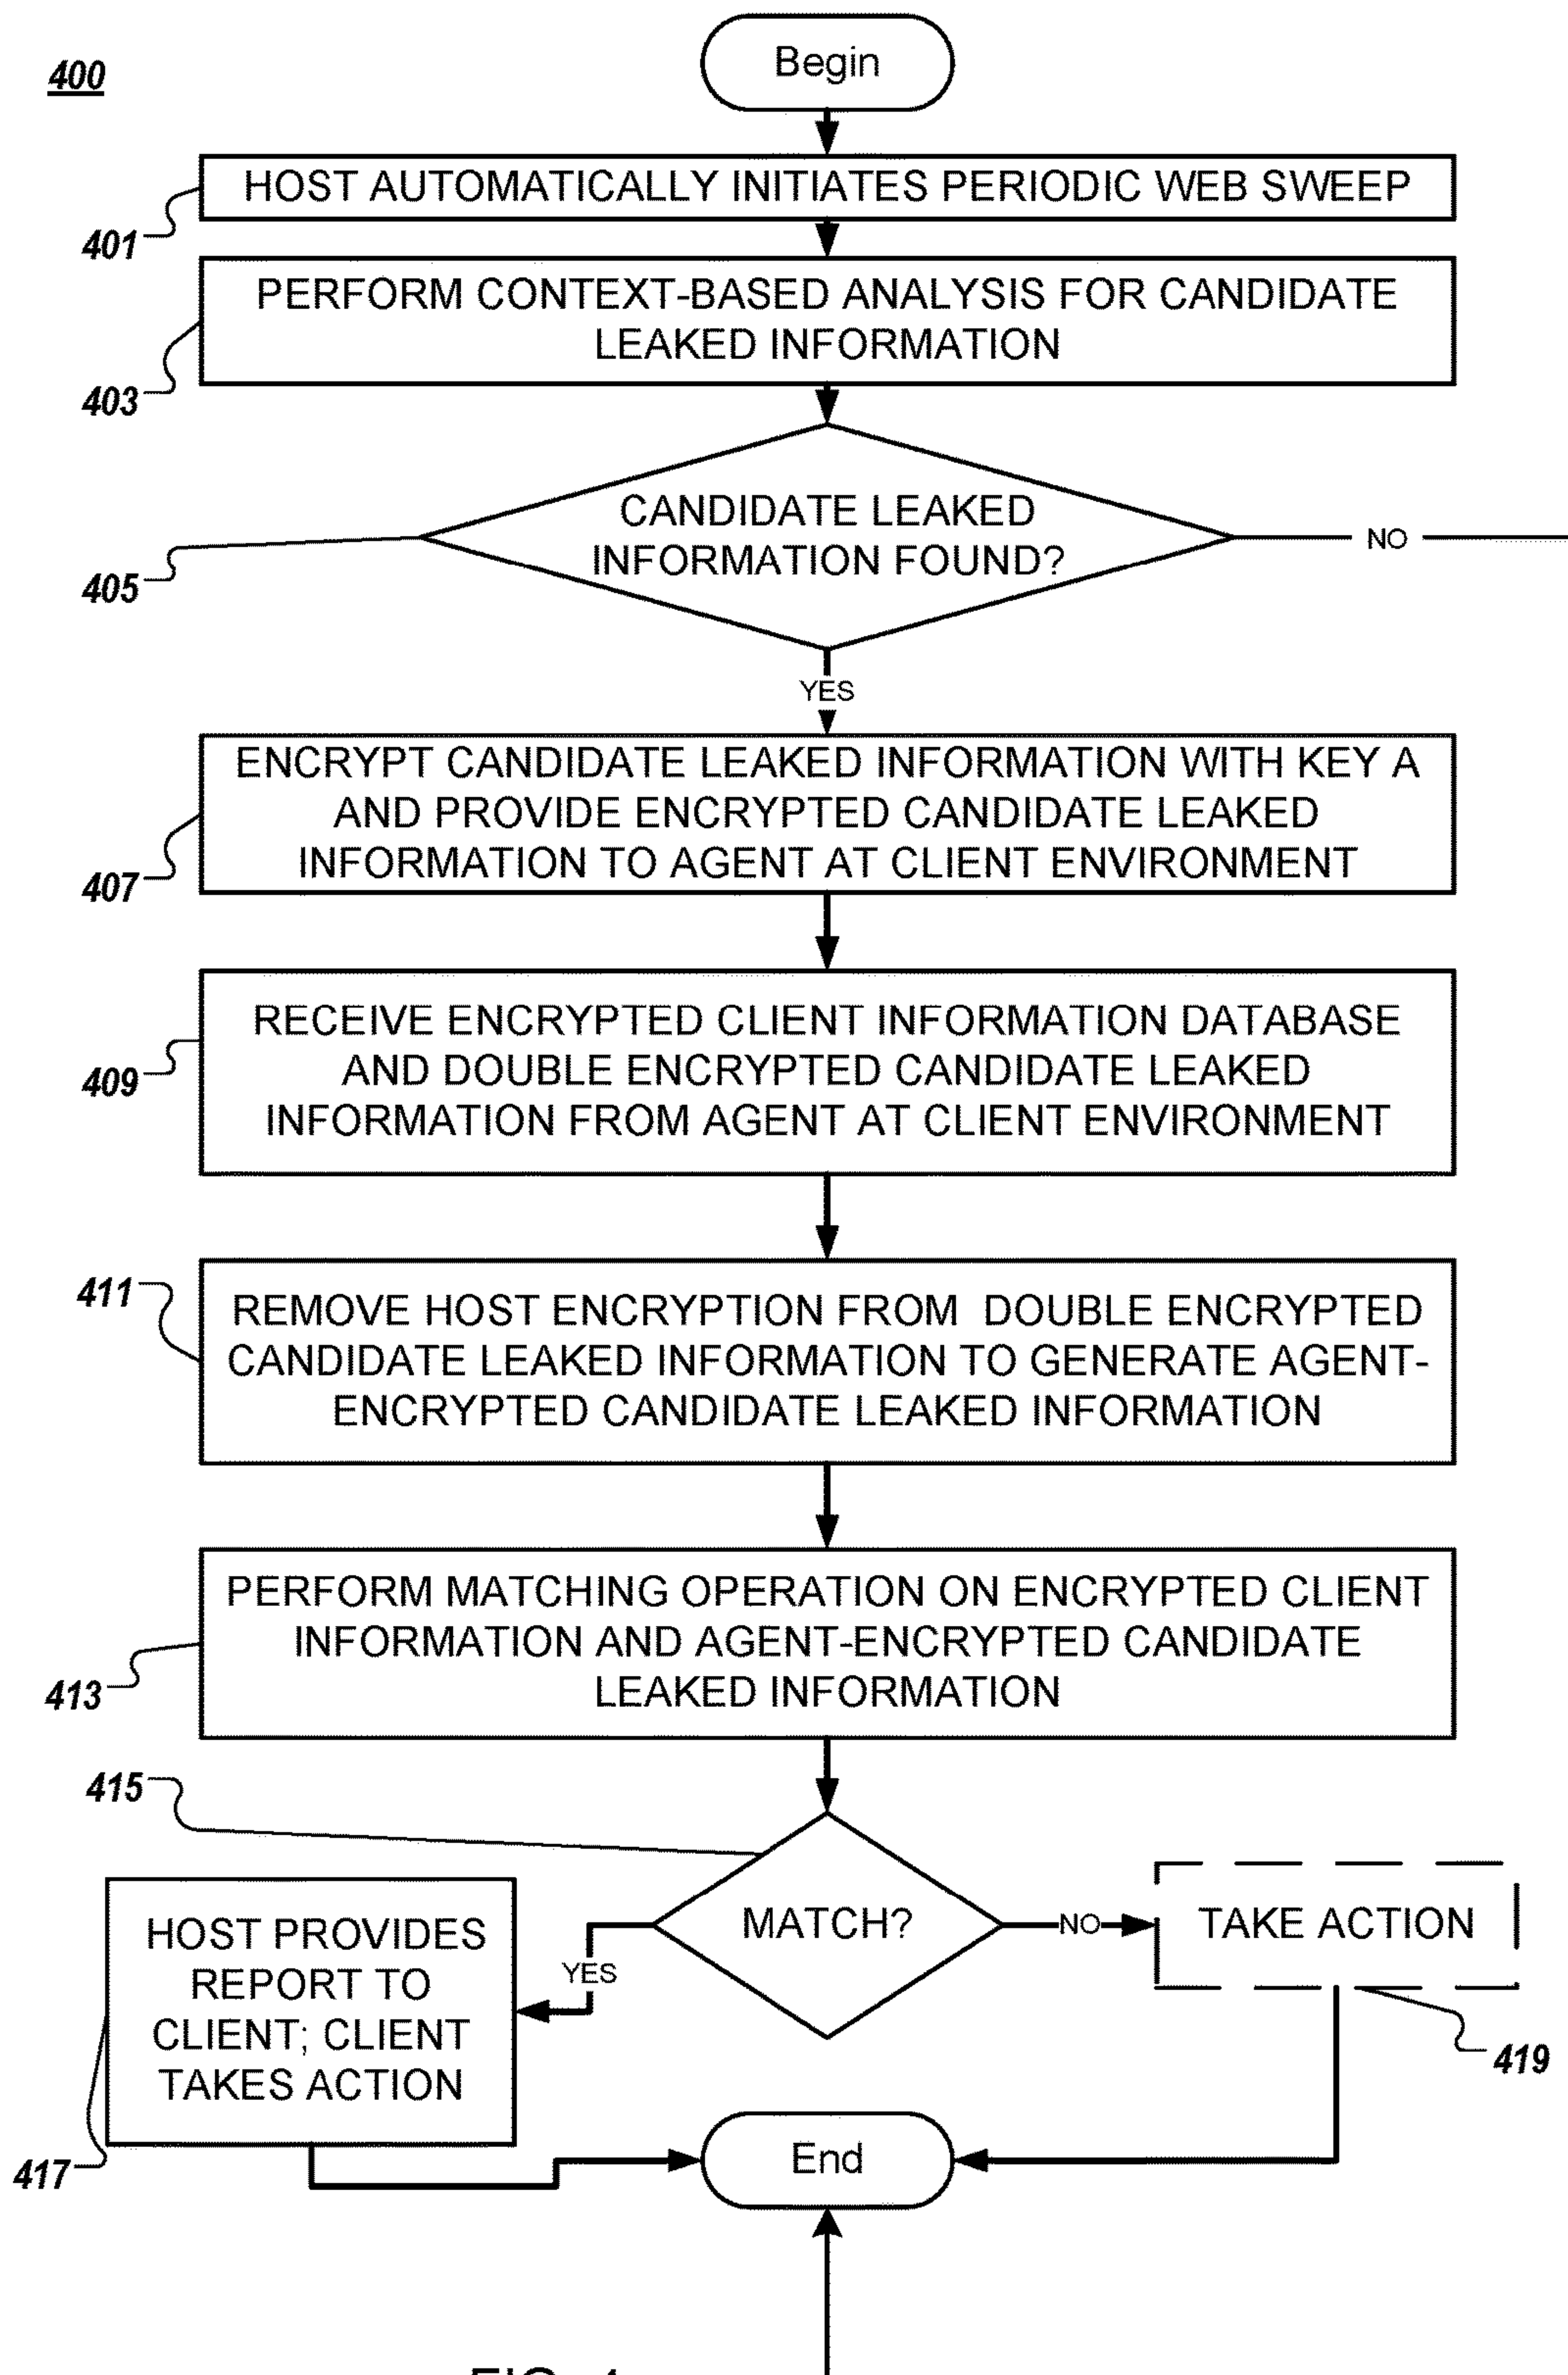 400
Begin
HOST AUTOMATICALLY INITIATES PERIODIC WEB SWEEP
401
PERFORM CONTEXT-BASED ANALYSIS FOR CANDIDATE
LEAKED INFORMATION
403
CANDIDATE LEAKED
INFORMATION FOUND?
NO
405
YES
ENCRYPT CANDIDATE LEAKED INFORMATION WITH KEY A
AND PROVIDE ENCRYPTED CANDIDATE LEAKED
INFORMATION TO AGENT AT CLIENT ENVIRONMENT
407
RECEIVE ENCRYPTED CLIENT INFORMATION DATABASE
AND DOUBLE ENCRYPTED CANDIDATE LEAKED
INFORMATION FROM AGENT AT CLIENT ENVIRONMENT
409
411
REMOVE HOST ENCRYPTION FROM DOUBLE ENCRYPTED
CANDIDATE LEAKED INFORMATION TO GENERATE AGENT-
ENCRYPTED CANDIDATE LEAKED INFORMATION
PERFORM MATCHING OPERATION ON ENCRYPTED CLIENT
INFORMATION AND AGENT-ENCRYPTED CANDIDATE
LEAKED INFORMATION
413
415
MATCH?
NO
TAKE ACTION
419
YES
HOST PROVIDES
REPORT TO
CLIENT; CLIENT
TAKES ACTION
417
End